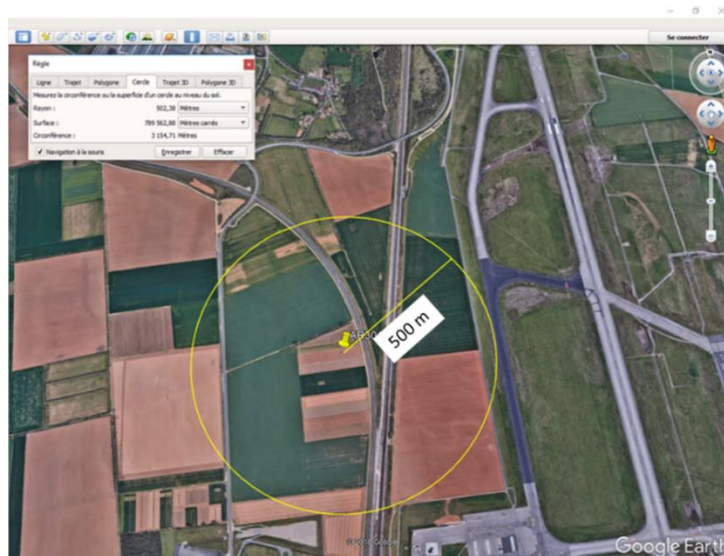 Se connecter
Règle
Ligne Trajet Polygone Cercle Trajet 3D Polygone 3D
Mesurez la circonférence ou la superficie d'un cercle au niveau du sol.
Rayon : 502,38 Mètres
Surface : 789 562,88 Mètres carrés
Circonférence : 3 154,71 Mètres
Navigation à la souris Enregistrer Effacer
500 m
Google Earth